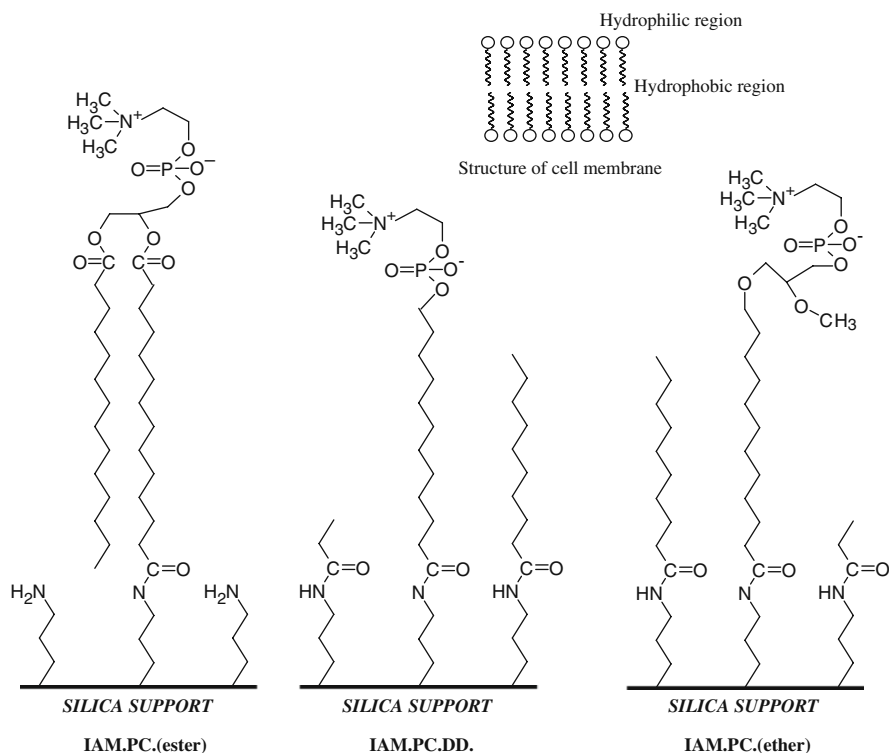 Hydrophilic region
Hydrophobic region
Structure of cell membrane
H3C
H3C N+
H3C
O
O=P-O−
O
O O
O=C C=O
C=O
H2N N H2N
SILICA SUPPORT
IAM.PC.(ester)
H3C
H3C N+
H3C
O
O=P-O-
O
C=O C=O C=O
HN N HN
SILICA SUPPORT
IAM.PC.DD.
H3C
H3C N+
H3C
O
O=P-O-
O
O
O-CH3
C=O C=O C=O
HN N HN
SILICA SUPPORT
IAM.PC.(ether)